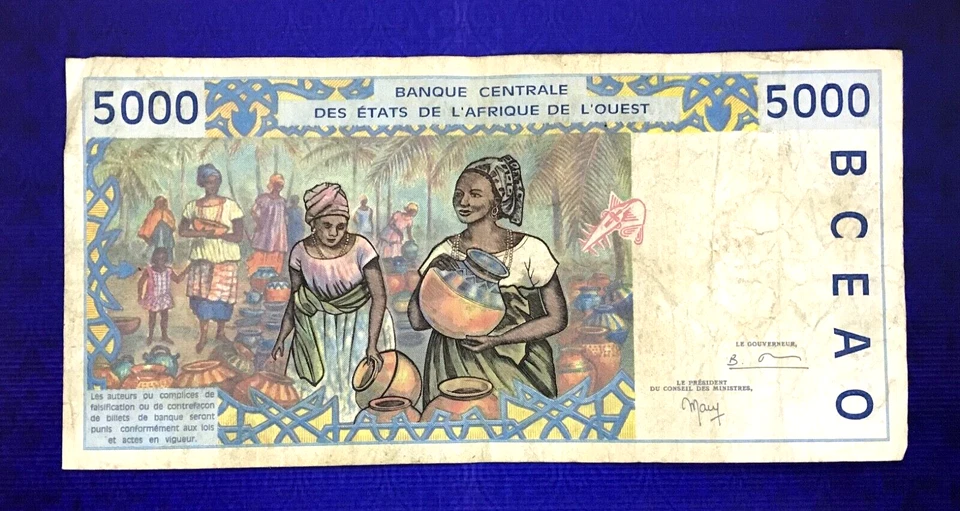 5000
BANQUE CENTRALE
DES ÉTATS DE L'AFRIQUE DE L'OUEST
5000
BCEAO
LE GOUVERNEUR,
LE PRÉSIDENT
DU CONSEIL DES MINISTRES,
Les auteurs ou complices de
falsification ou de contrefaçon
de billets de banque seront
punis conformément aux lois
et actes en vigueur.